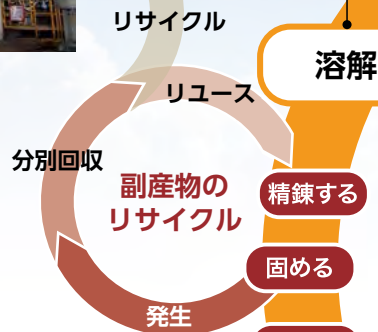 リサイクル
溶解
リユース
分別回収
副産物の
リサイクル
精錬する
固める
発生